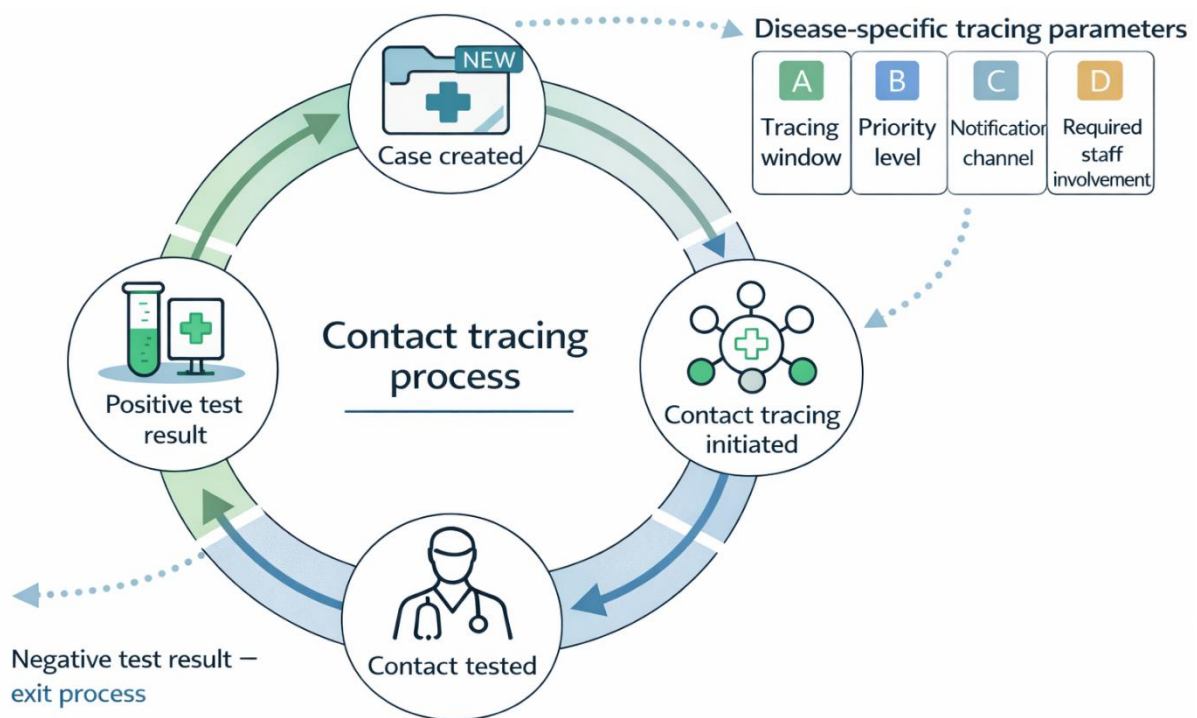 Disease-specific tracing parameters
NEW
A
B
C
D
Tracing
window
Priority
level
Notification
channel
Required
staff
involvement
Case created
Contact tracing
process
Positive test
result
Contact tracing
initiated
Contact tested
Negative test result –
exit process